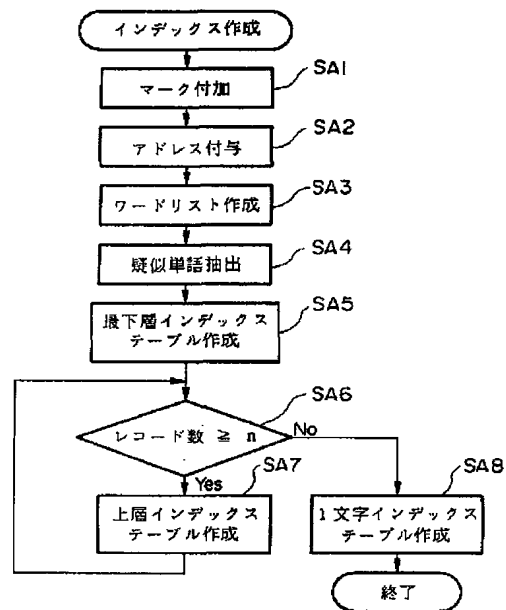 インデックス作成
SA1
マーク付加
SA2
アドレス付与
SA3
ワードリスト作成
SA4
疑似単語抽出
SA5
最下層インデックス
テーブル作成
SA6
レコード数 ≧ n
No
Yes
SA7
上層インデックス
テーブル作成
SA8
1文字インデックス
テーブル作成
終了